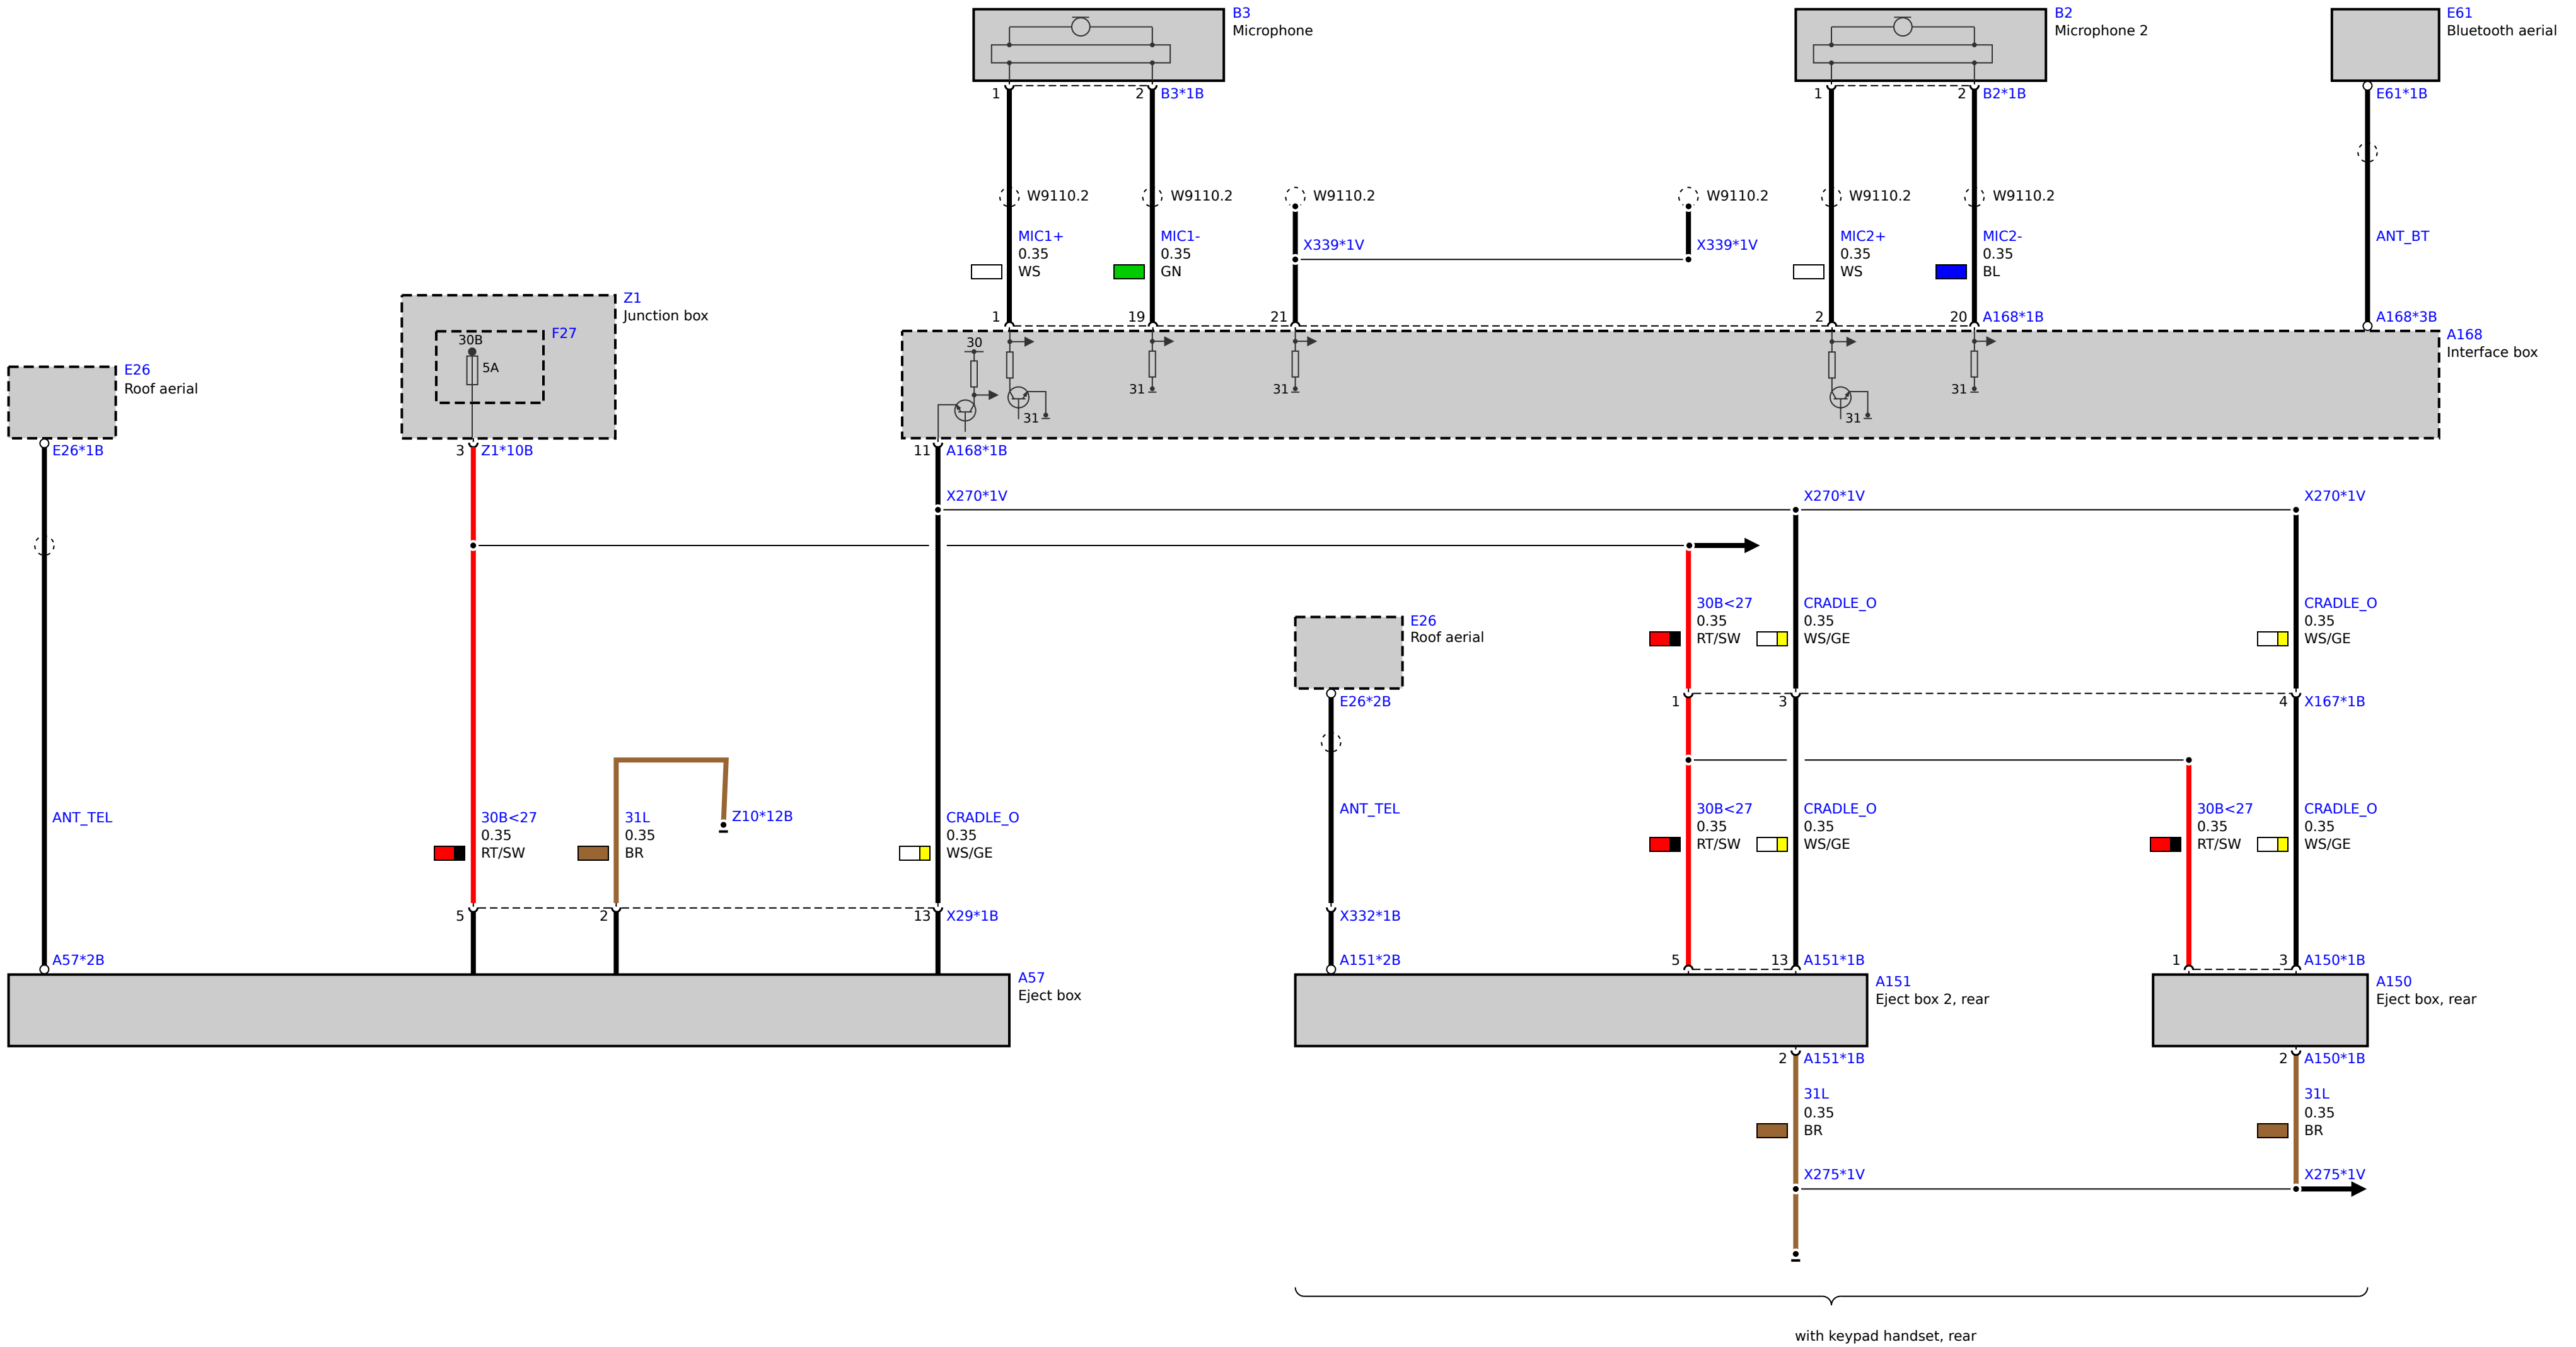 B3
Microphone
B2
Microphone 2
E61
Bluetooth aerial
1
2
B3*1B
1
2
B2*1B
E61*1B
W9110.2
W9110.2
W9110.2
W9110.2
W9110.2
W9110.2
MIC1+
0.35
WS
MIC1-
0.35
GN
X339*1V
X339*1V
MIC2+
0.35
WS
MIC2-
0.35
BL
ANT_BT
1
19
21
2
20
A168*1B
A168*3B
Z1
Junction box
F27
30B
5A
A168
Interface box
30
31
31
31
31
31
E26
Roof aerial
E26*1B
3
Z1*10B
11
A168*1B
X270*1V
X270*1V
X270*1V
E26
Roof aerial
30B<27
0.35
RT/SW
CRADLE_O
0.35
WS/GE
CRADLE_O
0.35
WS/GE
E26*2B
1
3
4
X167*1B
ANT_TEL
30B<27
0.35
RT/SW
31L
0.35
BR
Z10*12B
CRADLE_O
0.35
WS/GE
ANT_TEL
30B<27
0.35
RT/SW
CRADLE_O
0.35
WS/GE
30B<27
0.35
RT/SW
CRADLE_O
0.35
WS/GE
5
2
13
X29*1B
X332*1B
A57*2B
A151*2B
5
13
A151*1B
1
3
A150*1B
A57
Eject box
A151
Eject box 2, rear
A150
Eject box, rear
2
A151*1B
2
A150*1B
31L
0.35
BR
31L
0.35
BR
X275*1V
X275*1V
with keypad handset, rear